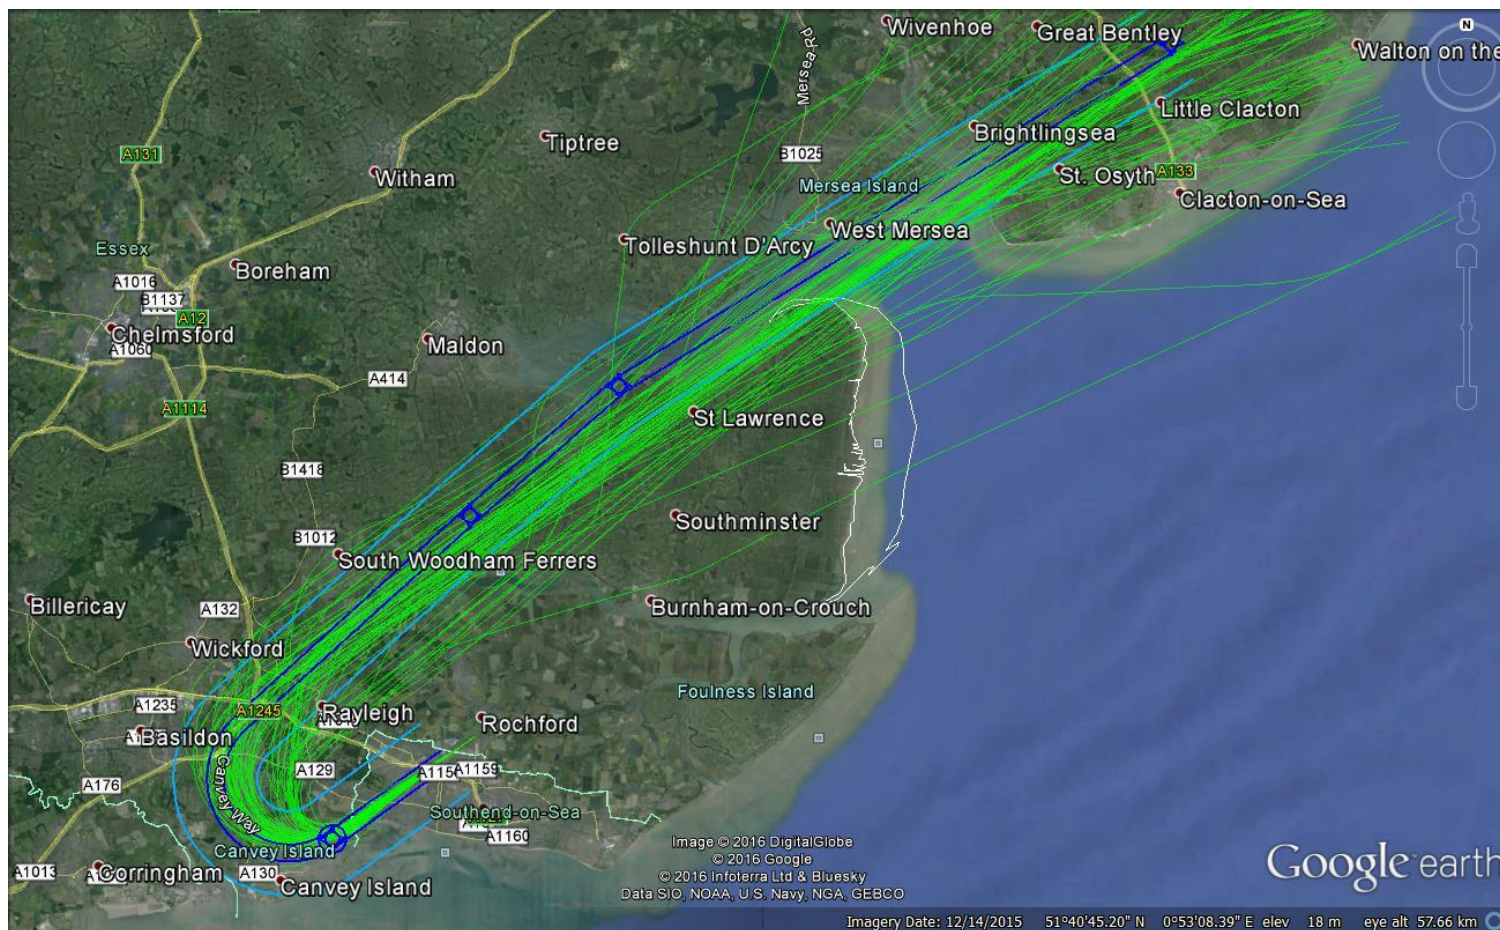 Wivenhoe
Great Bentley
Walton on the
N
Mersea Rd
Little Clacton
Brightlingsea
A131
Tiptree
B1025
Witham
Mersea Island
St. Osyth
A133
Clacton-on-Sea
West Mersea
Tolleshunt D'Arcy
Essex
Boreham
A1016
B1137
A12
Chelmsford
A1060
Maldon
A414
A1114
St Lawrence
B1418
Southminster
B1012
South Woodham Ferrers
Billericay
A132
Burnham-on-Crouch
Wickford
Foulness Island
A1235
A1245
Rayleigh
Rochford
Basildon
A129
A1159
A176
Canvey Way
Southend-on-Sea
A1160
Canvey Island
A1013
Corringham
A130
Canvey Island
Image © 2016 DigitalGlobe
© 2016 Google
© 2016 Infoterra Ltd & Bluesky
Data SIO, NOAA, U.S. Navy, NGA, GEBCO
Google earth
Imagery Date: 12/14/2015 51°40'45.20" N 0°53'08.39" E elev 18 m eye alt 57.66 km